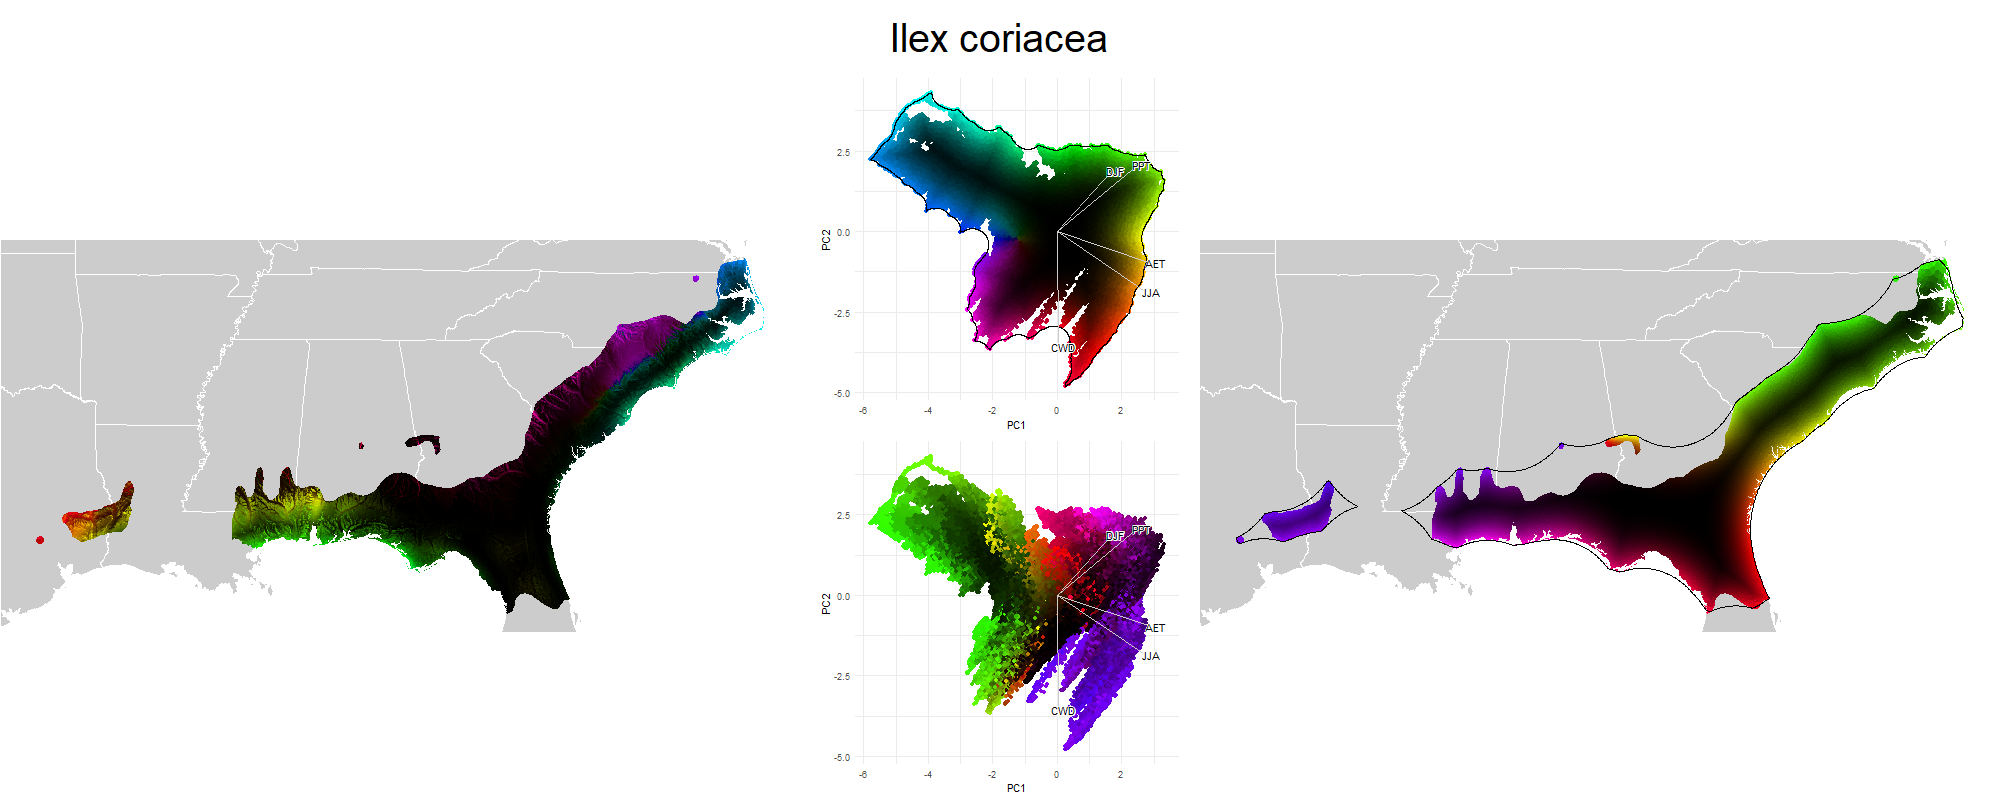 Ilex coriacea
2.5
0.0
-2.5
-5.0
PC2
DJF
PPT
AET
JJA
CWD
-6
-4
-2
0
2
PC1
2.5
0.0
-2.5
-5.0
PC2
DJF
PPT
AET
JJA
CWD
-6
-4
-2
0
2
PC1